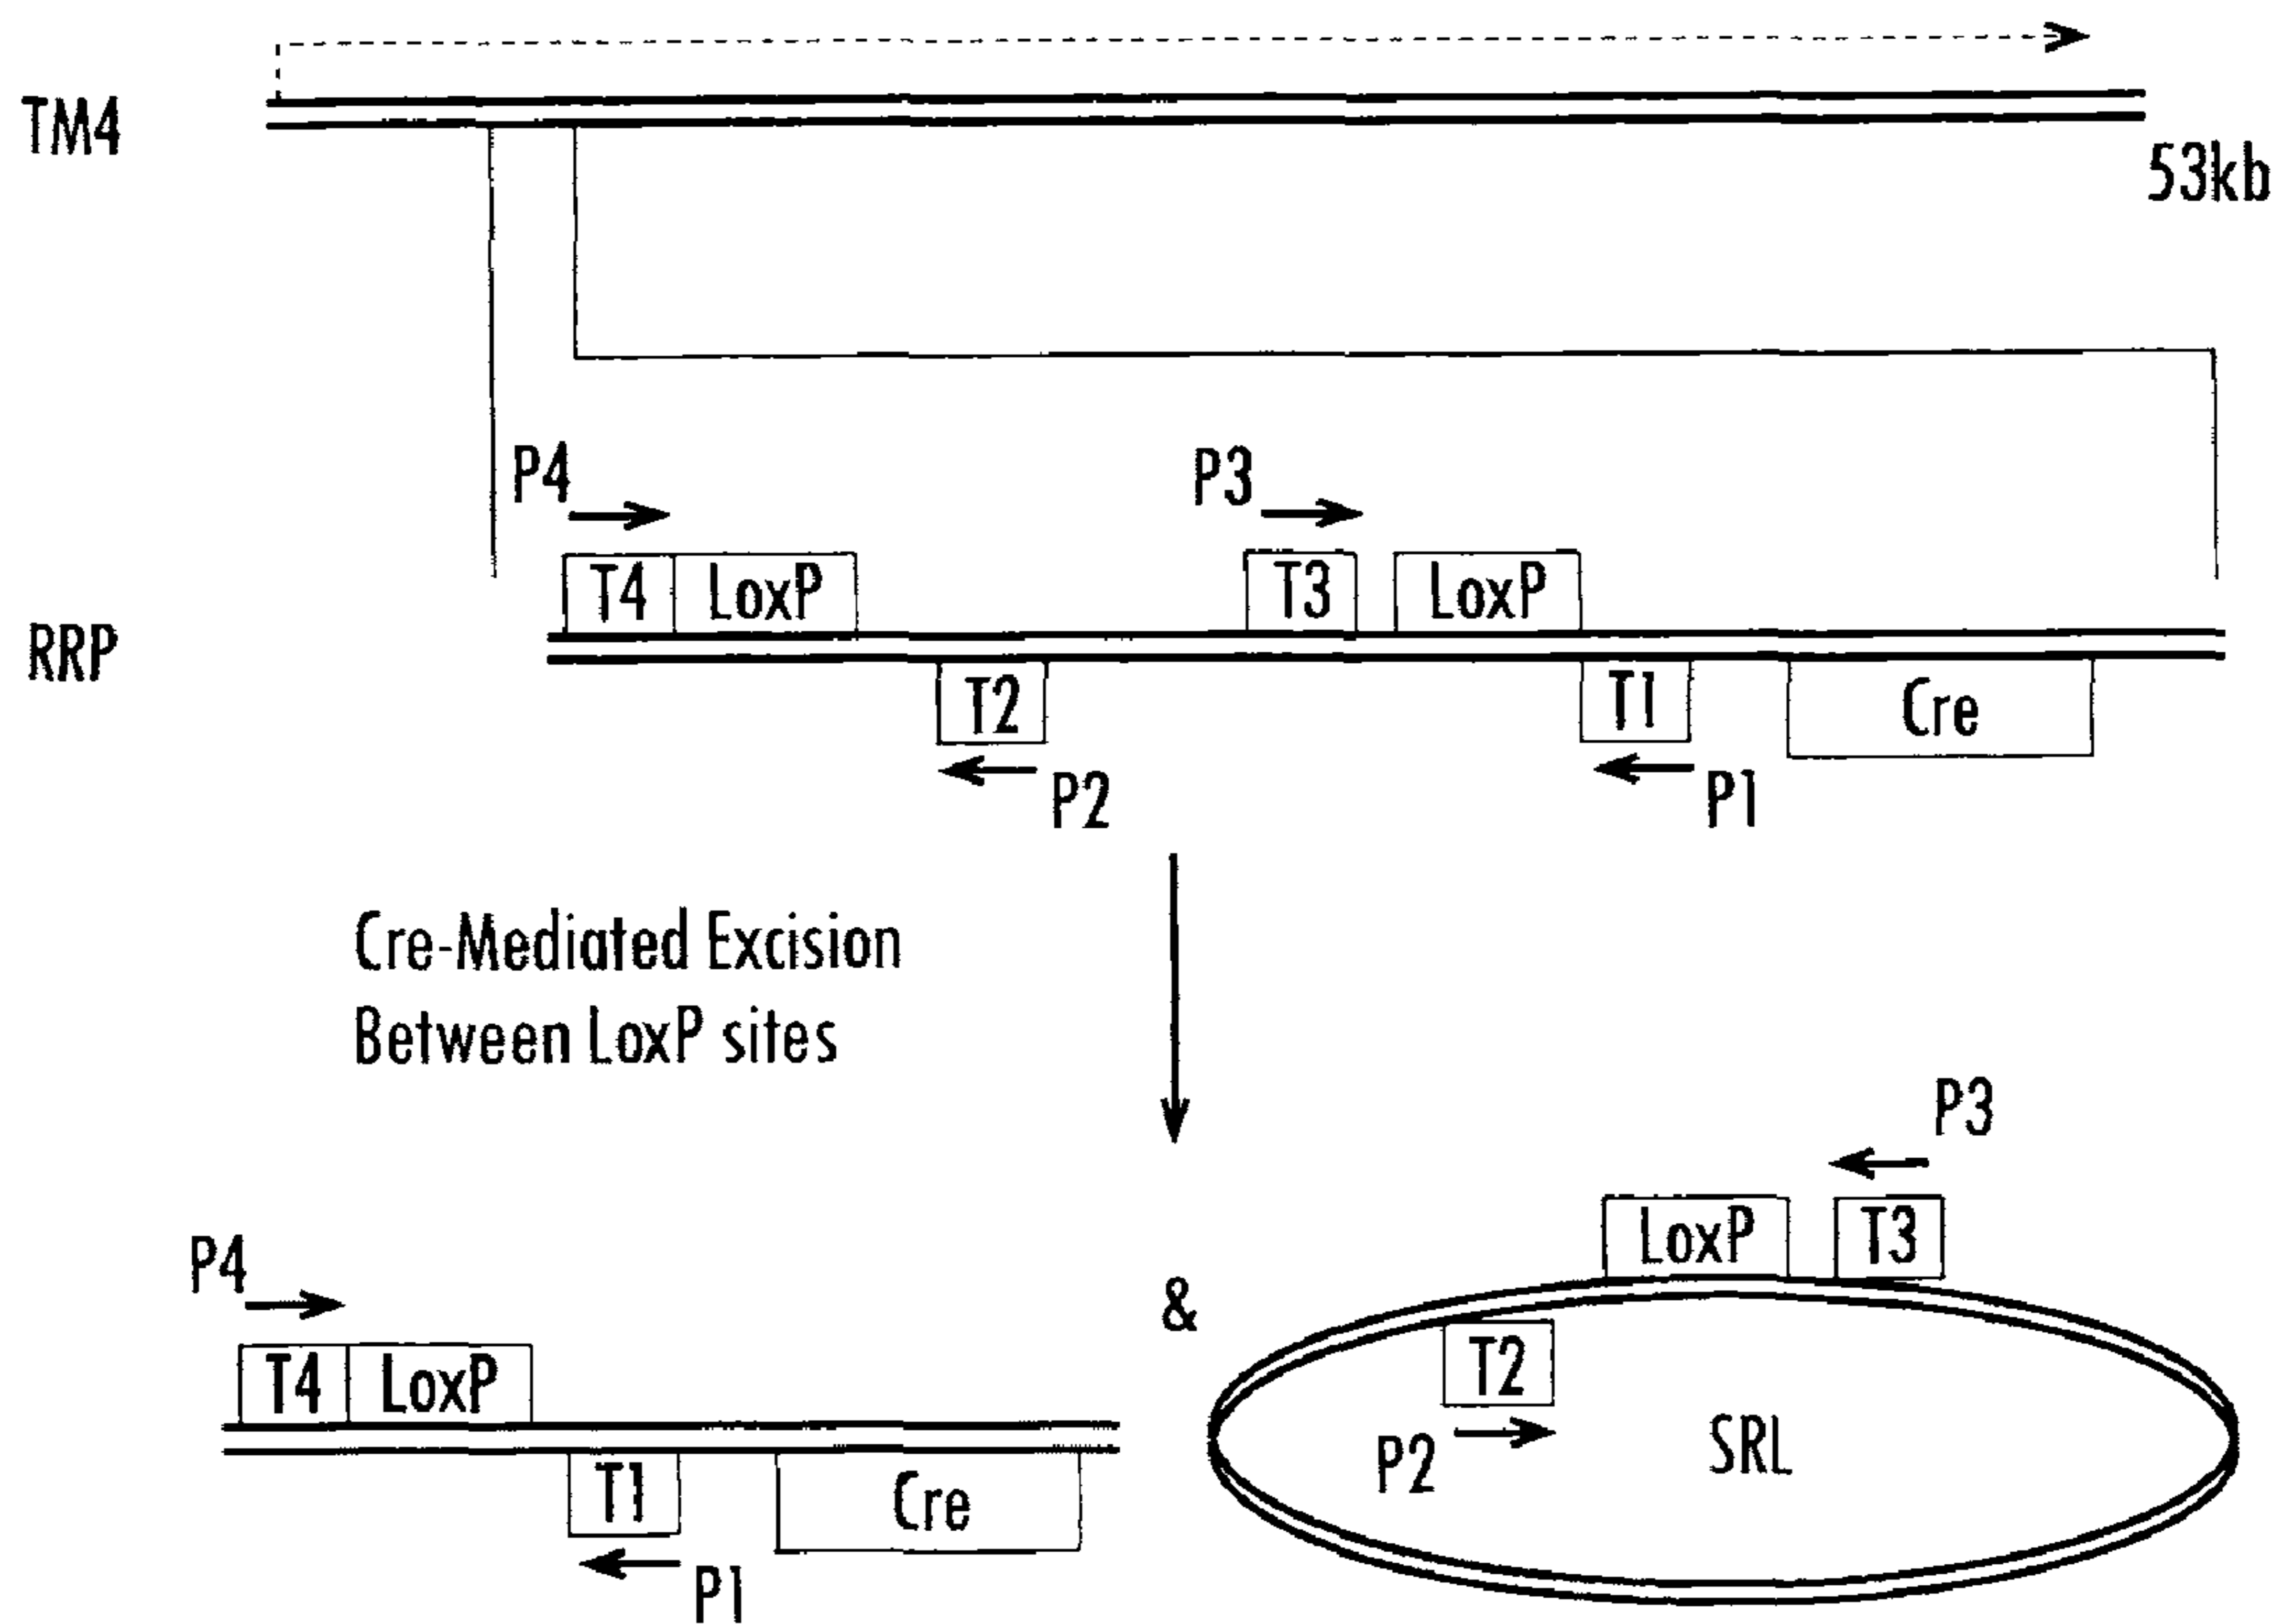 TM4
53kb
P4
P3
T4 LoxP
T3 LoxP
RRP
T2
T1
Cre
P2
P1
Cre-Mediated Excision
Between LoxP sites
P3
P4
LoxP
T3
&
T4 LoxP
T2
T1
Cre
P2
SRL
P1